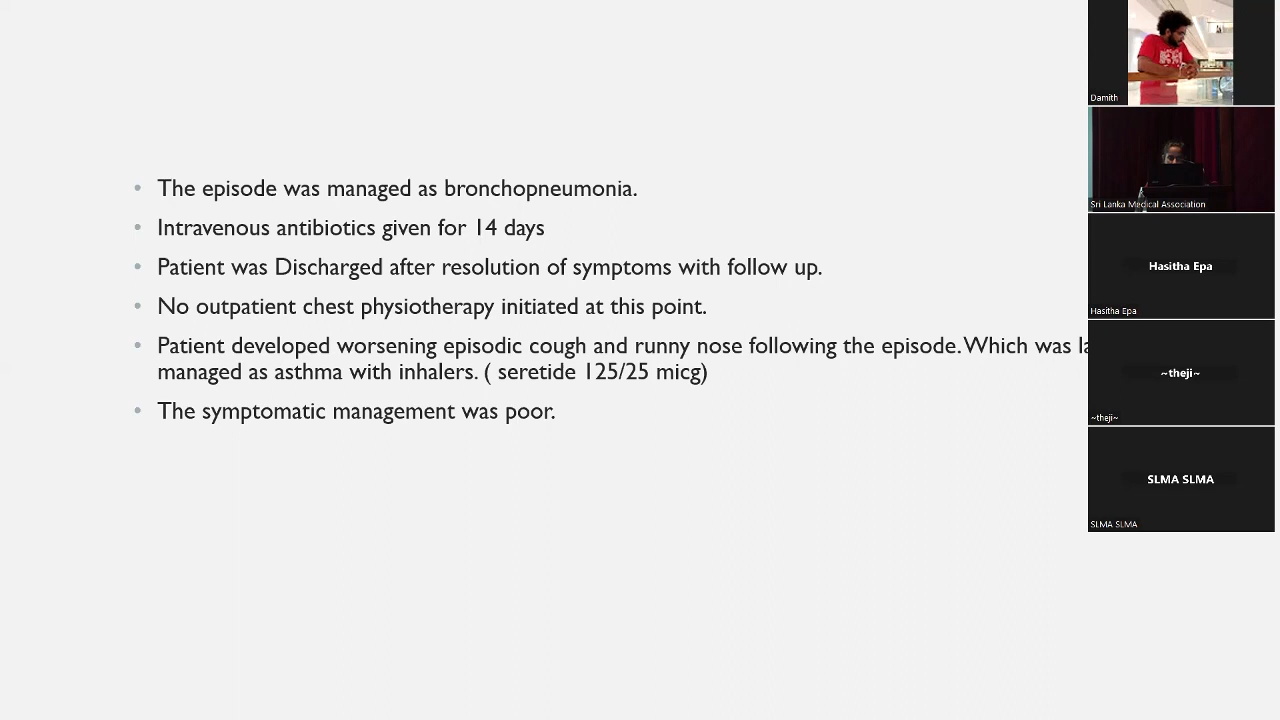 The episode was managed as bronchopneumonia.
Intravenous antibiotics given for 14 days
Patient was Discharged after resolution of symptoms with follow up.
No outpatient chest physiotherapy initiated at this point.
Patient developed worsening episodic cough and runny nose following the episode.Which was
managed as asthma with inhalers. ( seretide 125/25 micg)
The symptomatic management was poor.
Damith
Sri Lanka Medical Association
Hasitha Epa
Hasitha Epa
~theji~
~theji~
SLMA SLMA
SLMA SLMA